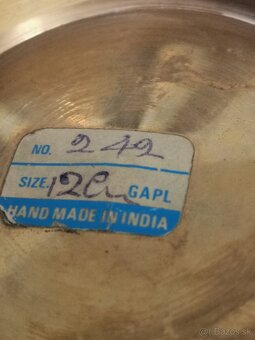 NO. 242
SIZE 12C GAPL
HAND MADE IN INDIA
Bazos.sk